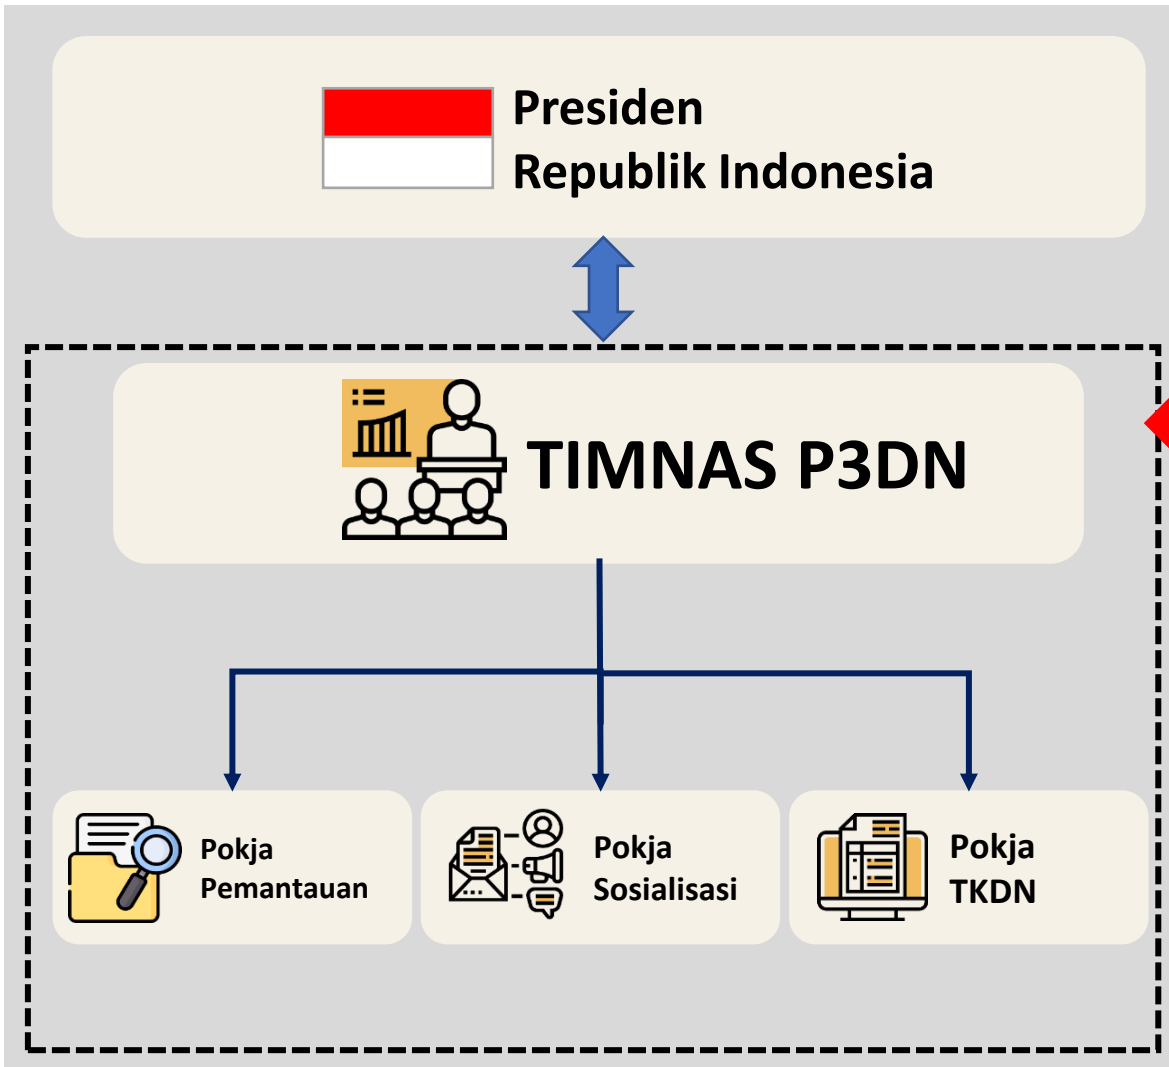 Presiden
Republik Indonesia
TIMNAS P3DN
Pokja
Pemantauan
Pokja
Sosialisasi
Pokja
TKDN